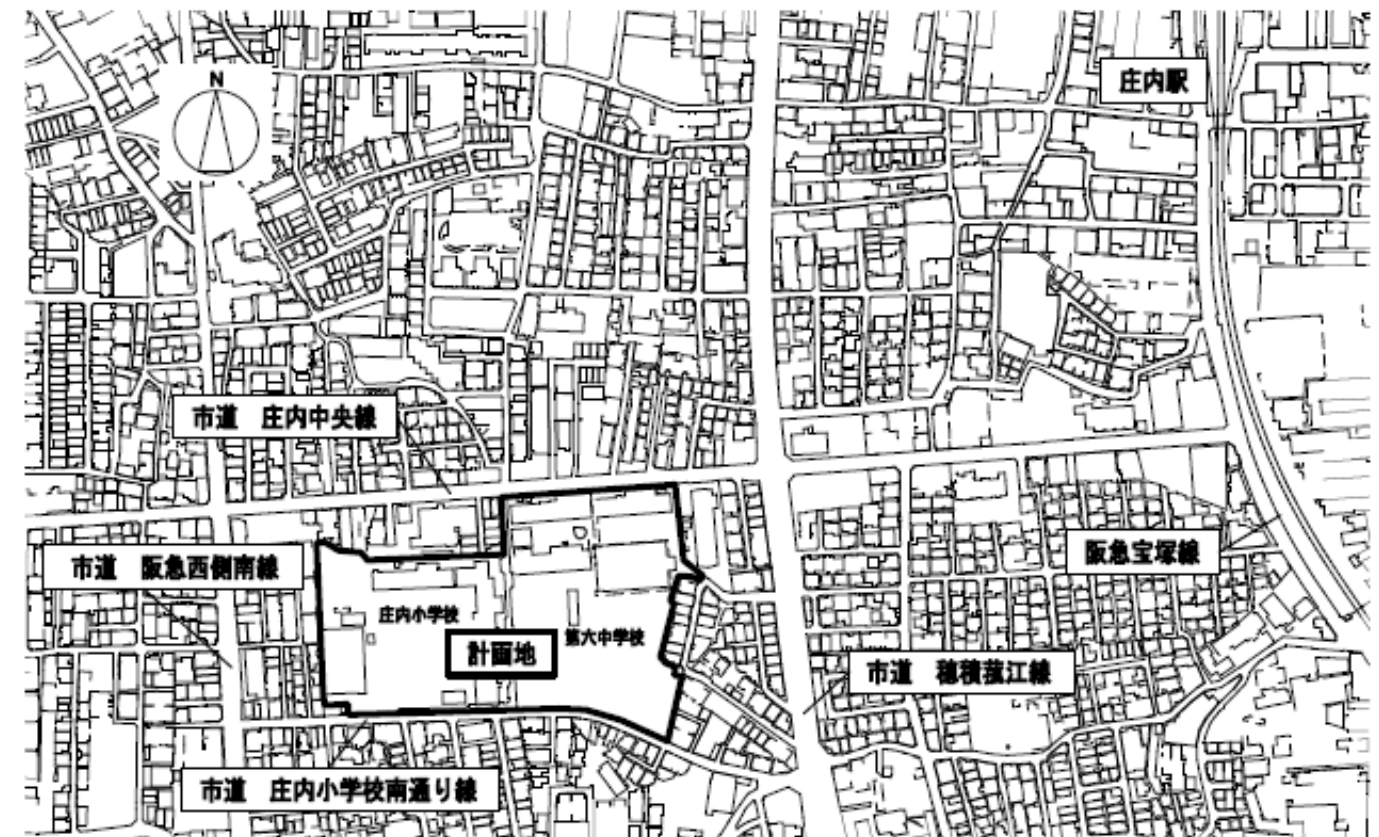 N
庄内駅
市道　庄内中央線
市道　阪急西側南線
阪急宝塚線
庄内小学校
第六中学校
計画地
市道　穂積菰江線
市道　庄内小学校南通り線